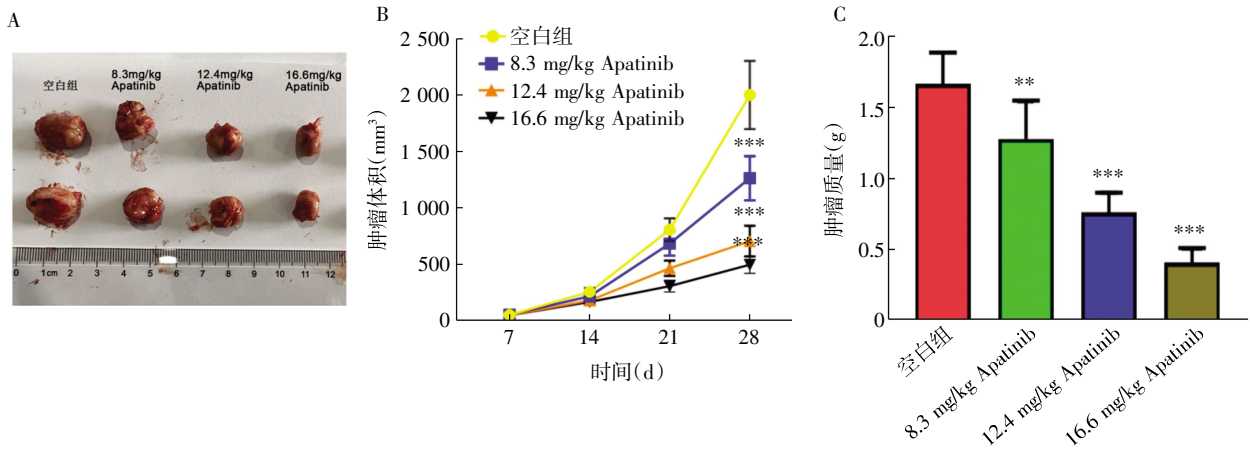 A
空白组
8.3mg/kg
Apatinib
12.4mg/kg
Apatinib
16.6mg/kg
Apatinib
0 1cm 2 3 4 5 6 7 8 9 10 11 12
B
肿瘤体积(mm³)
2 500
2 000
1 500
1 000
500
0
空白组
8.3 mg/kg Apatinib
12.4 mg/kg Apatinib
16.6 mg/kg Apatinib
***
***
***
7 14 21 28
时间(d)
C
肿瘤质量(g)
2.0
1.5
1.0
0.5
0
**
***
***
空白组
8.3 mg/kg Apatinib
12.4 mg/kg Apatinib
16.6 mg/kg Apatinib